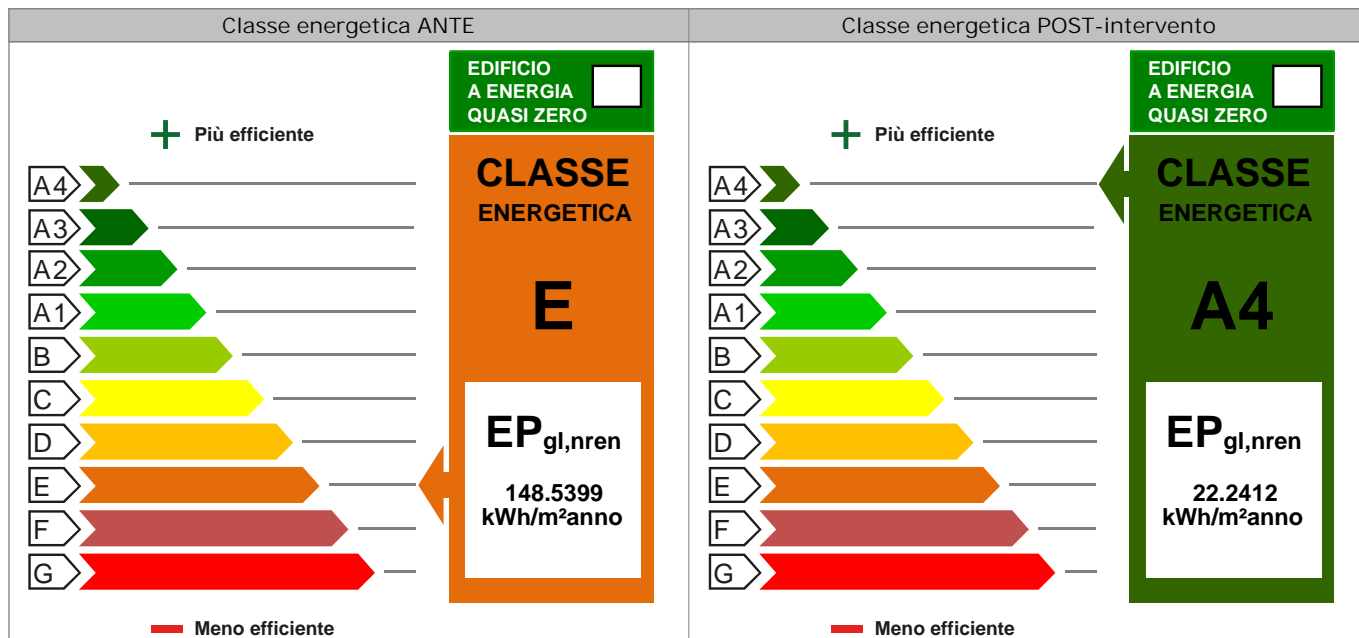 Classe energetica ANTE
EDIFICIO
A ENERGIA
QUASI ZERO
Più efficiente
CLASSE
ENERGETICA
A4
A3
A2
A1
B
C
D
E
F
G
E
EPgl,nren
148.5399
kWh/m²anno
Meno efficiente
Classe energetica POST-intervento
EDIFICIO
A ENERGIA
QUASI ZERO
Più efficiente
CLASSE
ENERGETICA
A4
A3
A2
A1
B
C
D
E
F
G
A4
EPgl,nren
22.2412
kWh/m²anno
Meno efficiente